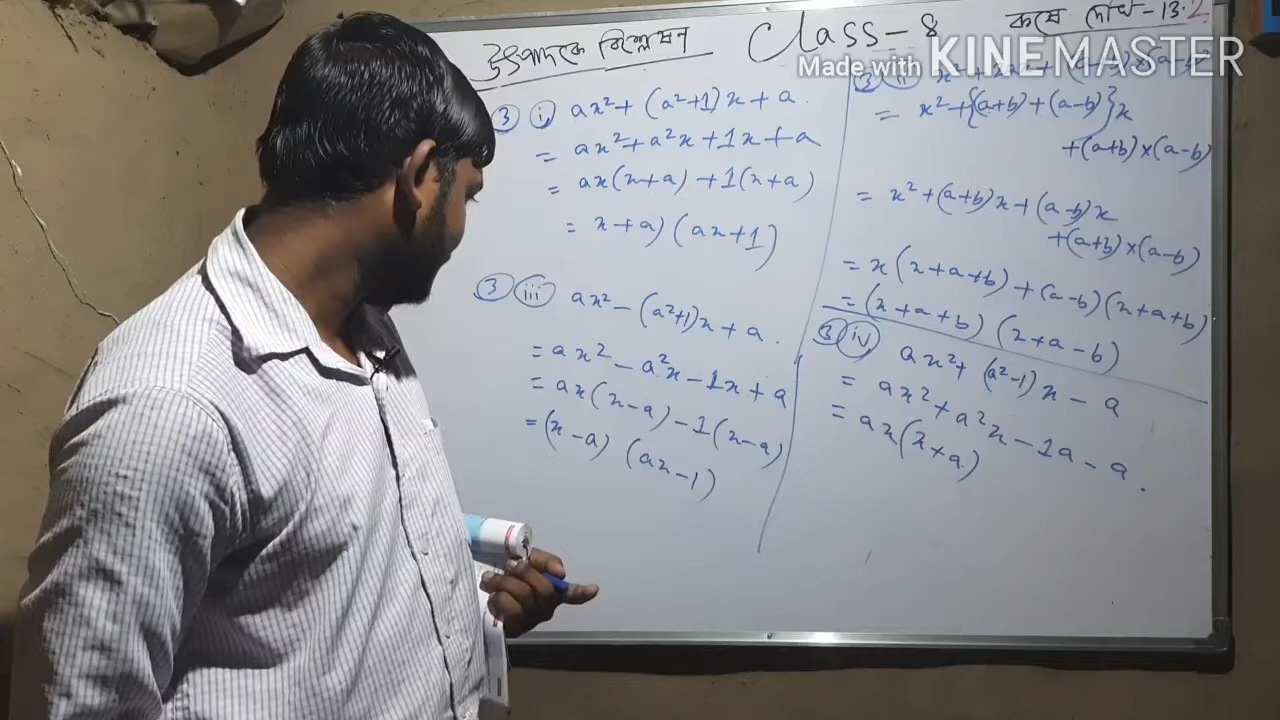 উৎপাদকে বিশ্লেষণ Class - 8 কষে দেখি - 13.2
Made with KINEMASTER
③ ⓘ ax² + (a²+1)x + a.
= ax² + a²x + 1x + a
= ax(x+a) + 1(x+a)
= x+a) (ax+1)
③ ⅲ ax² - (a²+1)x + a.
= ax² - a²x - 1x + a
= ax(x-a) - 1(x-a)
= (x-a) (ax-1)
③ ⅱ
= x² + {(a+b) + (a-b)}x
+(a+b)×(a-b)
= x² + (a+b)x + (a-b)x
+(a+b)×(a-b)
= x(x+a+b) + (a-b)(x+a+b)
= (x+a+b) (x+a-b)
③ ⅳ ax² + (a²-1)x - a
= ax² + a²x - 1a - a.
= ax(x+a)